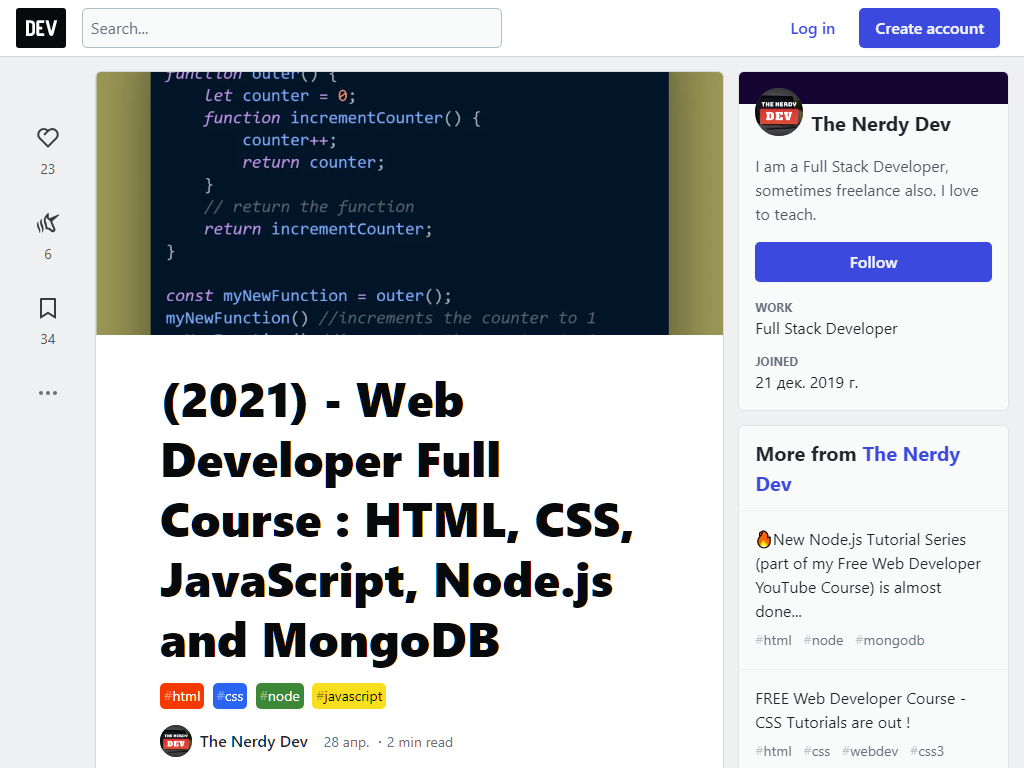 DEV
Search...
Log in
Create account
23
6
34
function outer() {
let counter = 0;
function incrementCounter() {
counter++;
return counter;
}
// return the function
return incrementCounter;
}
const myNewFunction = outer();
myNewFunction() //increments the counter to 1
(2021) - Web
Developer Full
Course : HTML, CSS,
JavaScript, Node.js
and MongoDB
#html #css #node #javascript
The Nerdy Dev 28 апр. · 2 min read
THE NERDY
DEV
The Nerdy Dev
I am a Full Stack Developer,
sometimes freelance also. I love
to teach.
Follow
WORK
Full Stack Developer
JOINED
21 дек. 2019 г.
More from The Nerdy
Dev
🔥New Node.js Tutorial Series
(part of my Free Web Developer
YouTube Course) is almost
done...
#html #node #mongodb
FREE Web Developer Course -
CSS Tutorials are out !
#html #css #webdev #css3